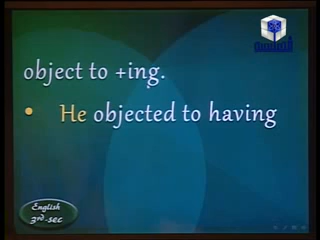 object to +ing.
• He objected to having
English
3rd-sec